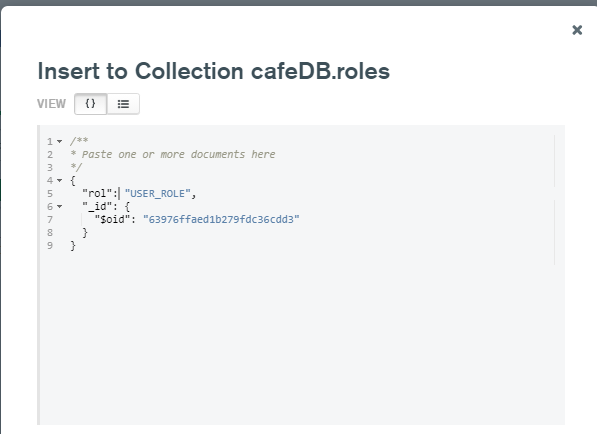 ×
Insert to Collection cafeDB.roles
VIEW {}
1 /**
2 * Paste one or more documents here
3 */
4 {
5 "rol": "USER_ROLE",
6 "_id": {
7 "$oid": "63976ffaed1b279fdc36cdd3"
8 }
9 }